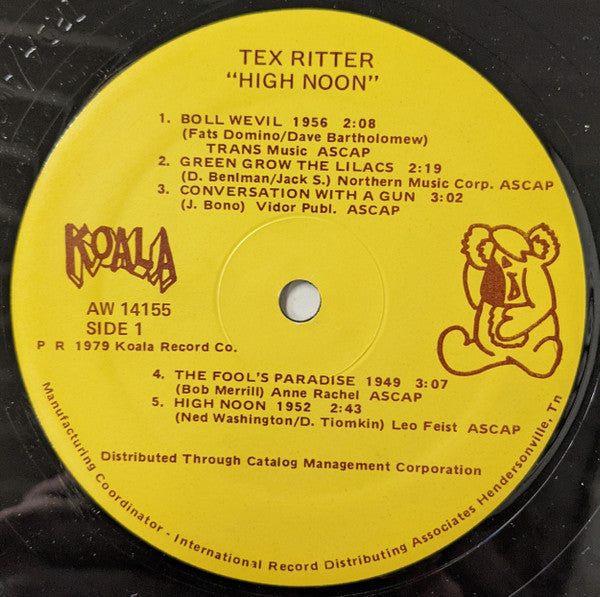 TEX RITTER
"HIGH NOON"
1. BOLL WEVIL 1956 2:08
(Fats Domino/Dave Bartholomew)
TRANS Music ASCAP
2. GREEN GROW THE LILACS 2:19
(D. Benlman/Jack S.) Northern Music Corp. ASCAP
3. CONVERSATION WITH A GUN 3:02
(J. Bono) Vidor Publ. ASCAP
KOALA
AW 14155
SIDE 1
P R 1979 Koala Record Co.
4. THE FOOL'S PARADISE 1949 3:07
(Bob Merrill) Anne Rachel ASCAP
5. HIGH NOON 1952 2:43
(Ned Washington/D. Tiomkin) Leo Feist ASCAP
Distributed Through Catalog Management Corporation
Manufacturing Coordinator - International Record Distributing Associates Hendersonville, Tn